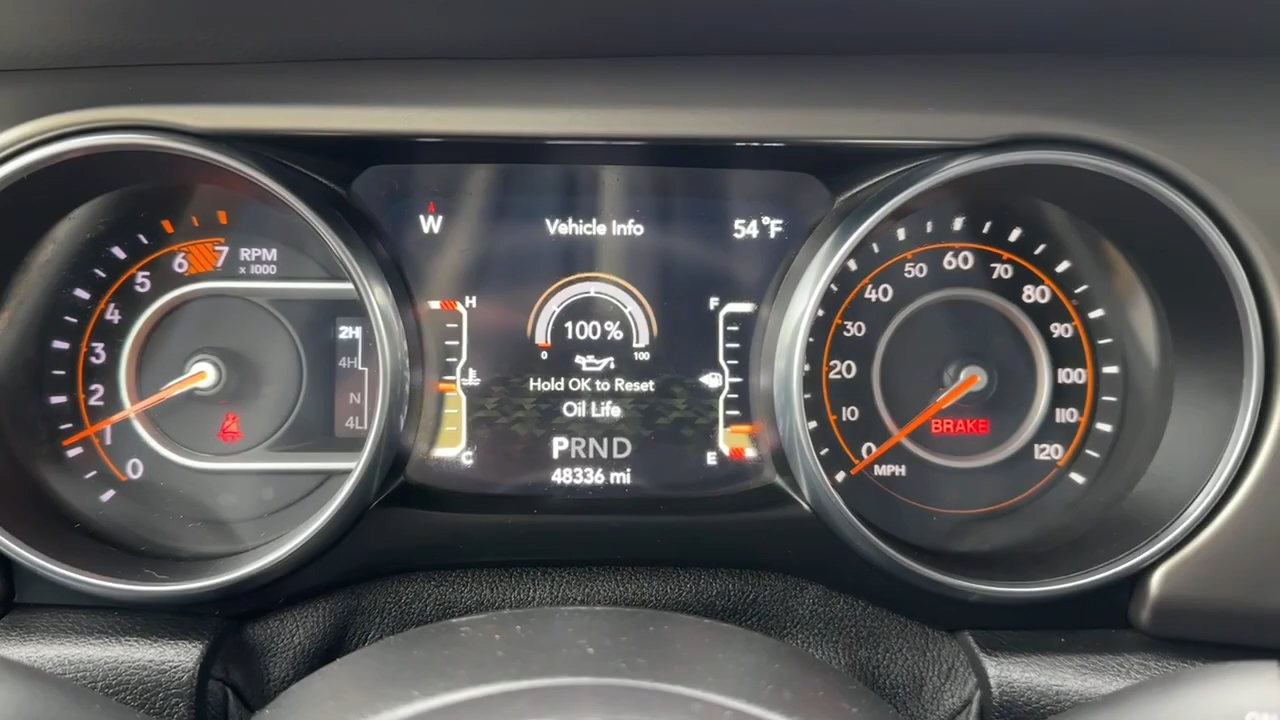 W
Vehicle Info
54°F
0
1
2
3
4
5
6
7
RPM
x 1000
2H
4H
N
4L
H
C
100%
0 100
Hold OK to Reset
Oil Life
PRND
48336 mi
F
E
0
10
20
30
40
50
60
70
80
90
100
110
120
MPH
BRAKE